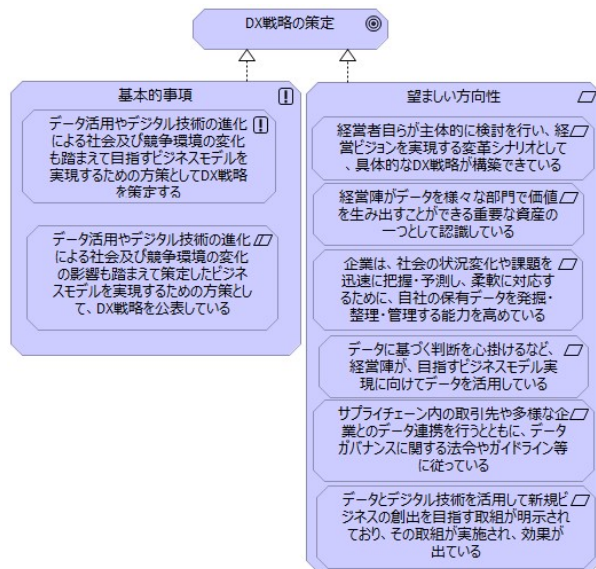 DX戦略の策定
基本的事項
データ活用やデジタル技術の進化
による社会及び競争環境の変化
も踏まえて目指すビジネスモデルを
実現するための方策としてDX戦略
を策定する
データ活用やデジタル技術の進化
による社会及び競争環境の変化
の影響も踏まえて策定したビジネ
スモデルを実現するための方策とし
て、DX戦略を公表している
望ましい方向性
経営者自らが主体的に検討を行い、経
営ビジョンを実現する変革シナリオとして
、具体的なDX戦略が構築できている
経営陣がデータを様々な部門で価値
を生み出すことができる重要な資産の
一つとして認識している
企業は、社会の状況変化や課題を
迅速に把握・予測し、柔軟に対応す
るために、自社の保有データを発掘・
整理・管理する能力を高めている
データに基づく判断を心掛けるなど、
経営陣が、目指すビジネスモデル実
現に向けてデータを活用している
サプライチェーン内の取引先や多様な企
業とのデータ連携を行うとともに、データ
ガバナンスに関する法令やガイドライン等
に従っている
データとデジタル技術を活用して新規ビ
ジネスの創出を目指す取組が明示され
ており、その取組が実施され、効果が
出ている